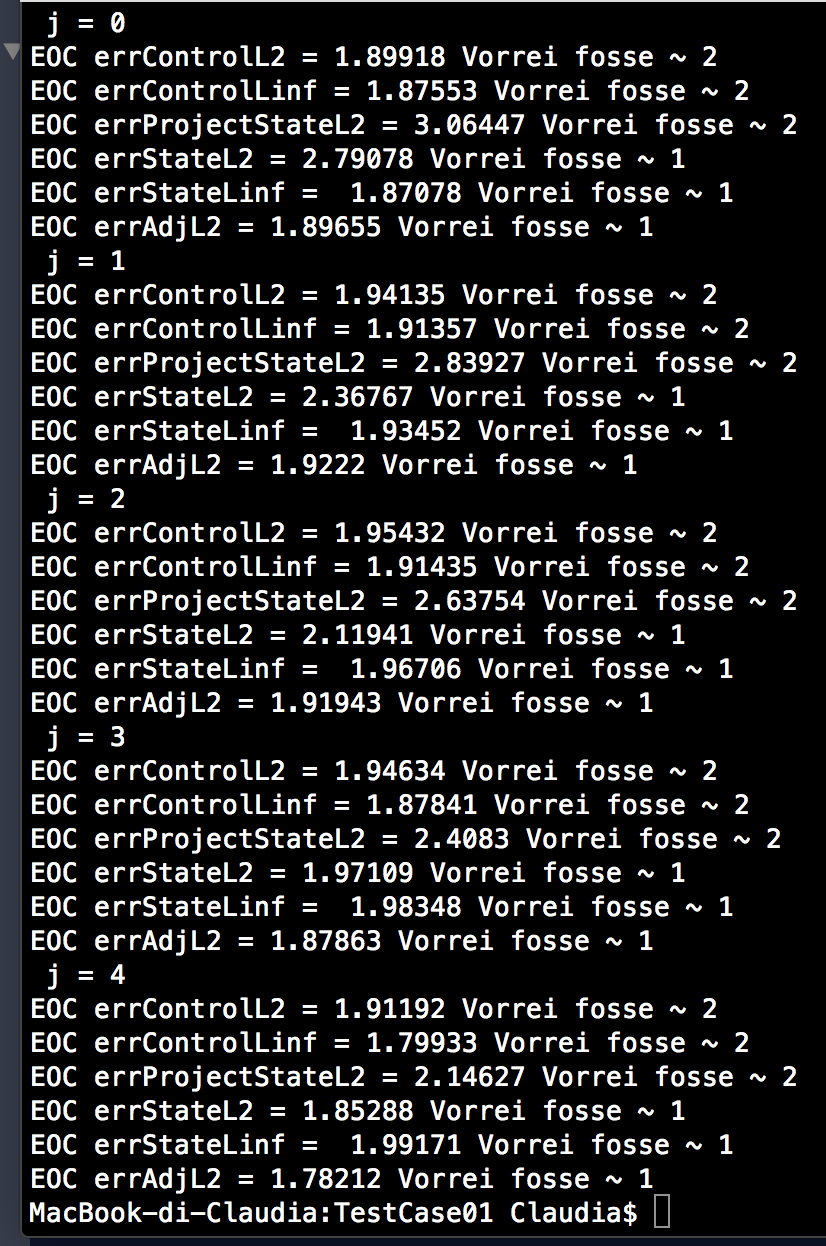 j = 0
EOC errControlL2 = 1.89918 Vorrei fosse ~ 2
EOC errControlLinf = 1.87553 Vorrei fosse ~ 2
EOC errProjectStateL2 = 3.06447 Vorrei fosse ~ 2
EOC errStateL2 = 2.79078 Vorrei fosse ~ 1
EOC errStateLinf =  1.87078 Vorrei fosse ~ 1
EOC errAdjL2 = 1.89655 Vorrei fosse ~ 1
j = 1
EOC errControlL2 = 1.94135 Vorrei fosse ~ 2
EOC errControlLinf = 1.91357 Vorrei fosse ~ 2
EOC errProjectStateL2 = 2.83927 Vorrei fosse ~ 2
EOC errStateL2 = 2.36767 Vorrei fosse ~ 1
EOC errStateLinf =  1.93452 Vorrei fosse ~ 1
EOC errAdjL2 = 1.9222 Vorrei fosse ~ 1
j = 2
EOC errControlL2 = 1.95432 Vorrei fosse ~ 2
EOC errControlLinf = 1.91435 Vorrei fosse ~ 2
EOC errProjectStateL2 = 2.63754 Vorrei fosse ~ 2
EOC errStateL2 = 2.11941 Vorrei fosse ~ 1
EOC errStateLinf =  1.96706 Vorrei fosse ~ 1
EOC errAdjL2 = 1.91943 Vorrei fosse ~ 1
j = 3
EOC errControlL2 = 1.94634 Vorrei fosse ~ 2
EOC errControlLinf = 1.87841 Vorrei fosse ~ 2
EOC errProjectStateL2 = 2.4083 Vorrei fosse ~ 2
EOC errStateL2 = 1.97109 Vorrei fosse ~ 1
EOC errStateLinf =  1.98348 Vorrei fosse ~ 1
EOC errAdjL2 = 1.87863 Vorrei fosse ~ 1
j = 4
EOC errControlL2 = 1.91192 Vorrei fosse ~ 2
EOC errControlLinf = 1.79933 Vorrei fosse ~ 2
EOC errProjectStateL2 = 2.14627 Vorrei fosse ~ 2
EOC errStateL2 = 1.85288 Vorrei fosse ~ 1
EOC errStateLinf =  1.99171 Vorrei fosse ~ 1
EOC errAdjL2 = 1.78212 Vorrei fosse ~ 1
MacBook-di-Claudia:TestCase01 Claudia$